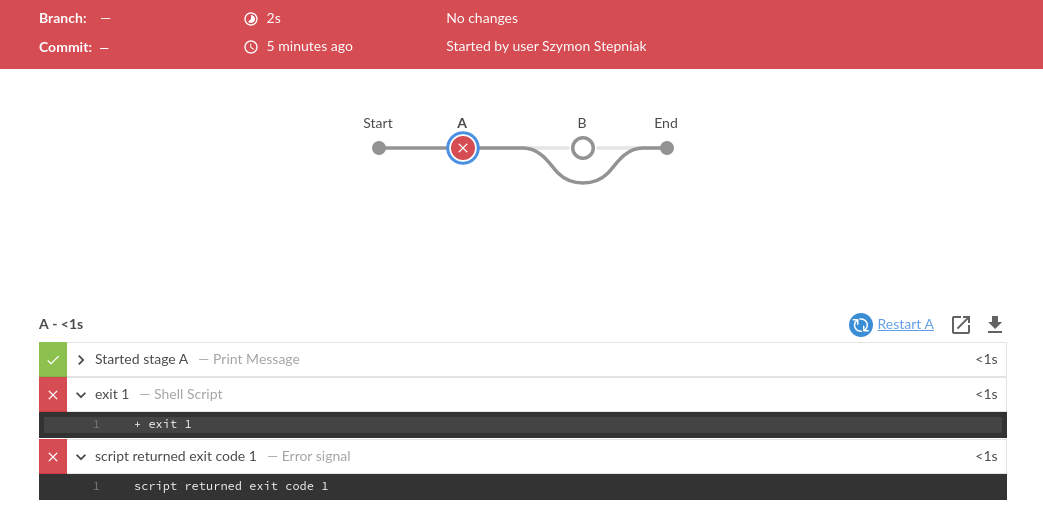 Branch: — 2s No changes
Commit: — 5 minutes ago Started by user Szymon Stepniak
Start A B End
A - <1s Restart A
Started stage A — Print Message <1s
exit 1 — Shell Script <1s
1 + exit 1
script returned exit code 1 — Error signal <1s
1 script returned exit code 1